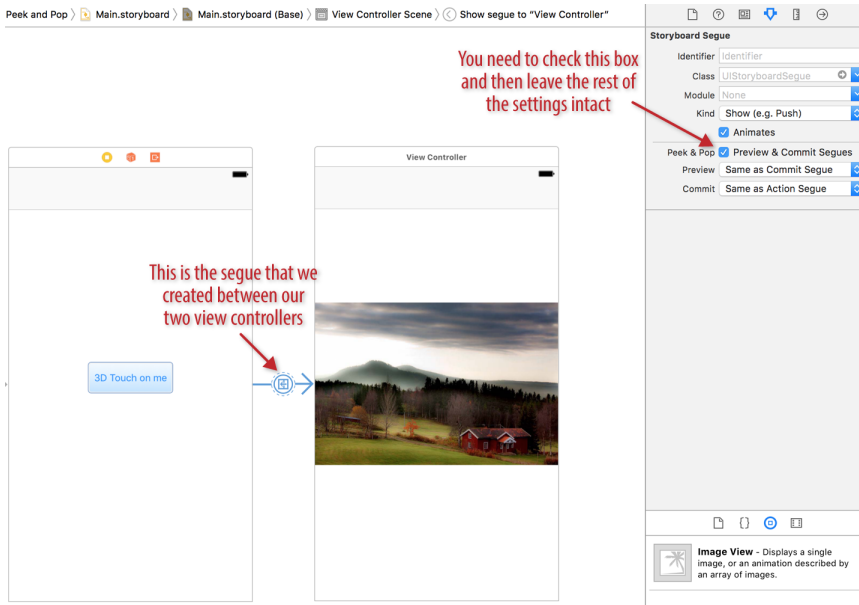 Peek and Pop 〉 Main.storyboard 〉 Main.storyboard (Base) 〉 View Controller Scene 〉 Show segue to “View Controller”
Storyboard Segue
Identifier Identifier
Class UIStoryboardSegue
Module None
Kind Show (e.g. Push)
Animates
Peek & Pop Preview & Commit Segues
Preview Same as Commit Segue
Commit Same as Action Segue
You need to check this box
and then leave the rest of
the settings intact
View Controller
This is the segue that we
created between our
two view controllers
3D Touch on me
Image View - Displays a single
image, or an animation described by
an array of images.